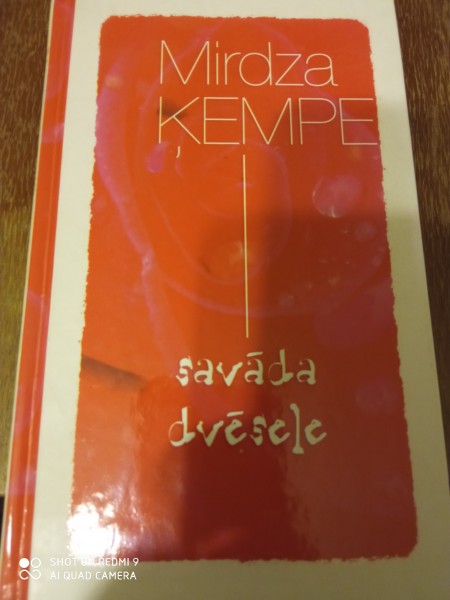 Mirdza
ĶEMPE
savāda
dvēsele
SHOT ON REDMI 9
AI QUAD CAMERA